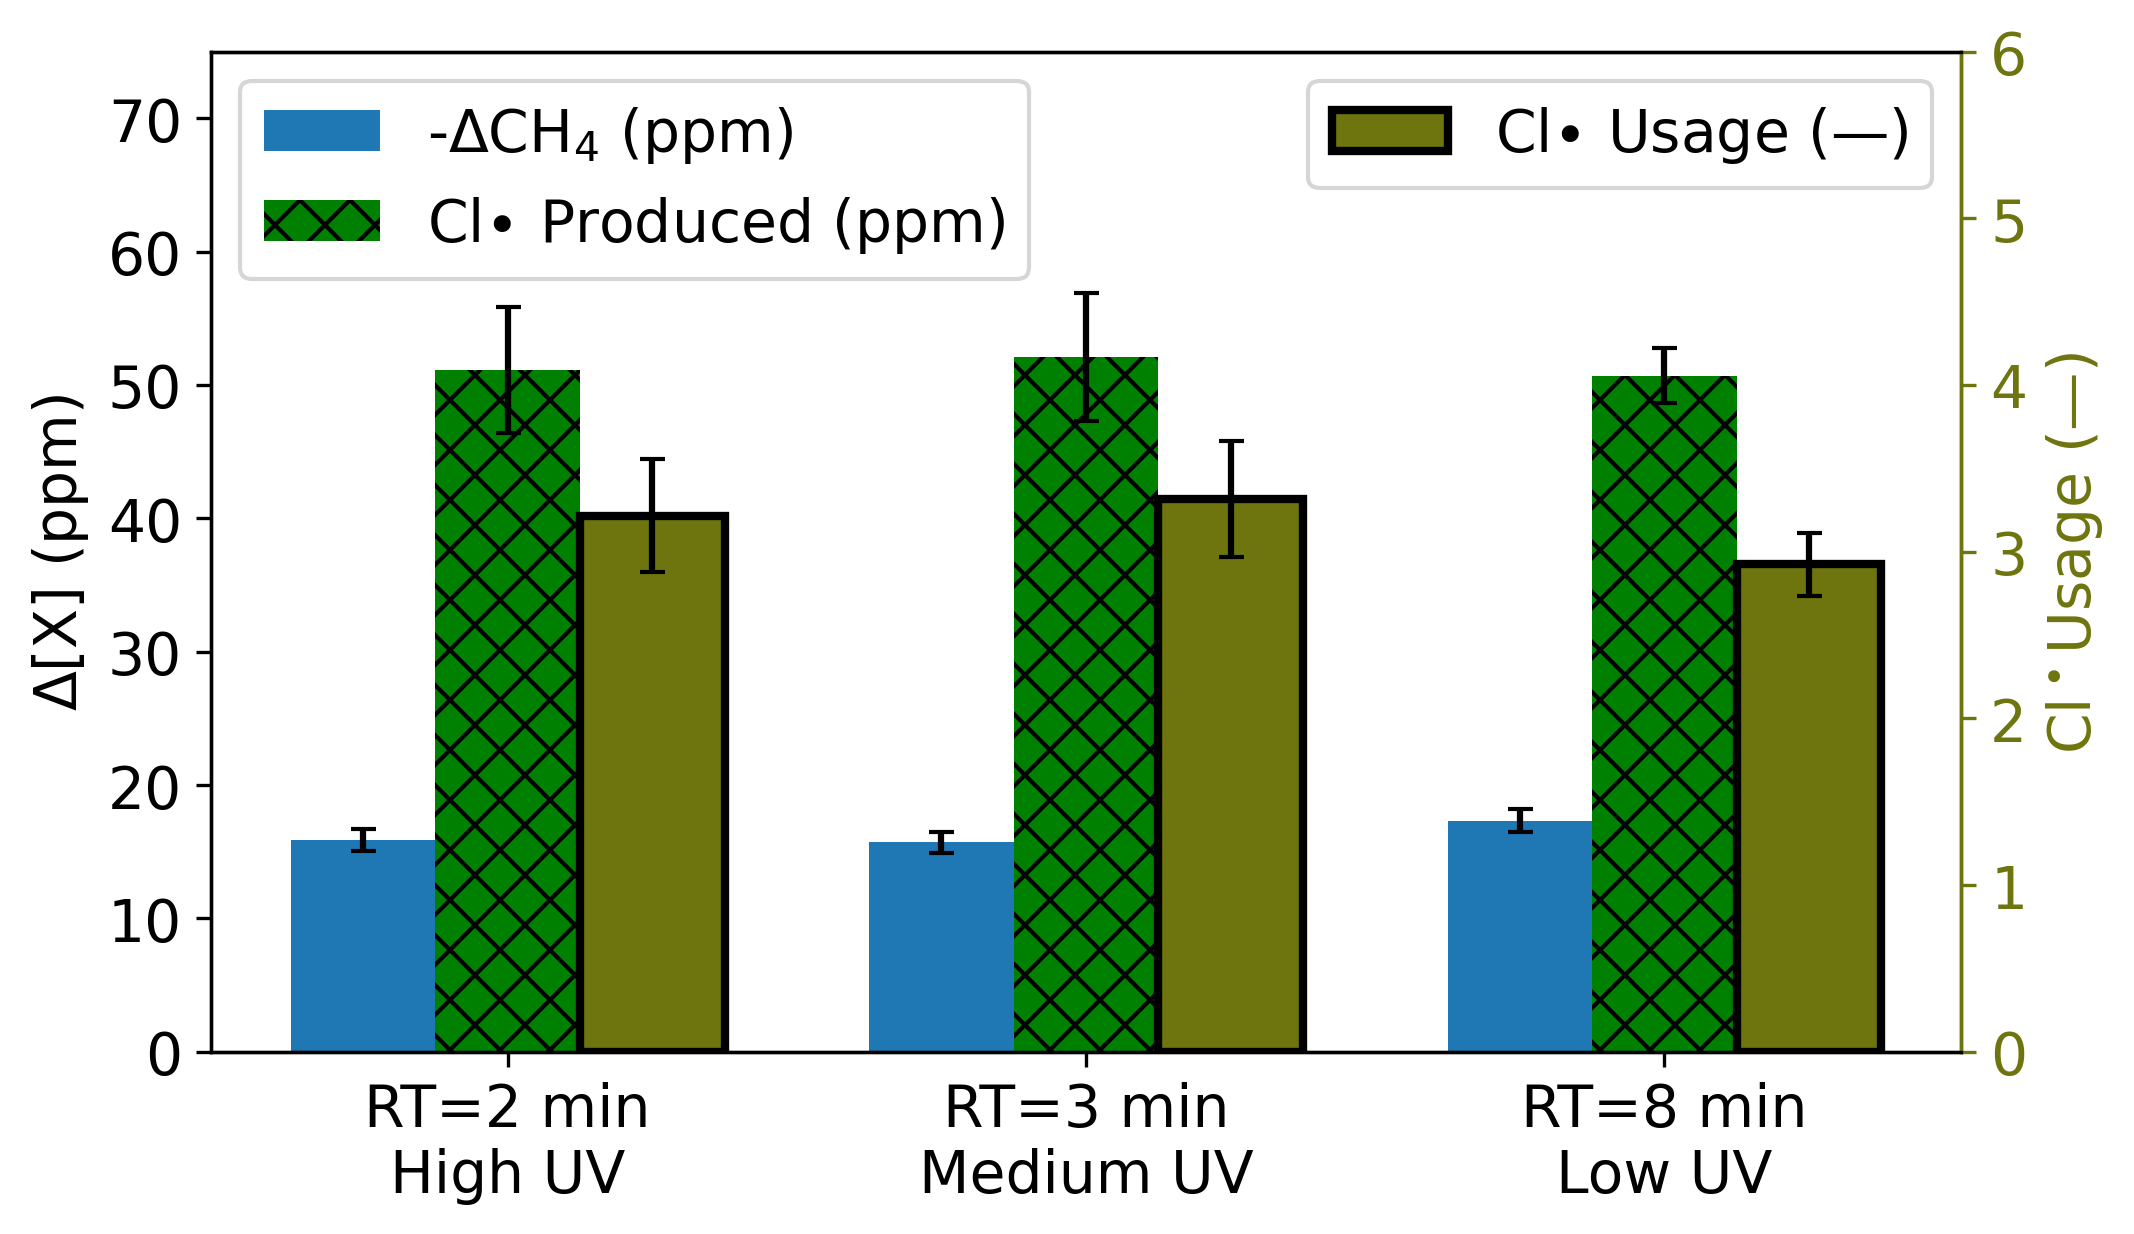 -ΔCH₄ (ppm)
Cl• Produced (ppm)
Cl• Usage (—)
Δ[X] (ppm)
70
60
50
40
30
20
10
0
6
5
4
3
2
1
0
Cl•Usage (—)
RT=2 min
High UV
RT=3 min
Medium UV
RT=8 min
Low UV